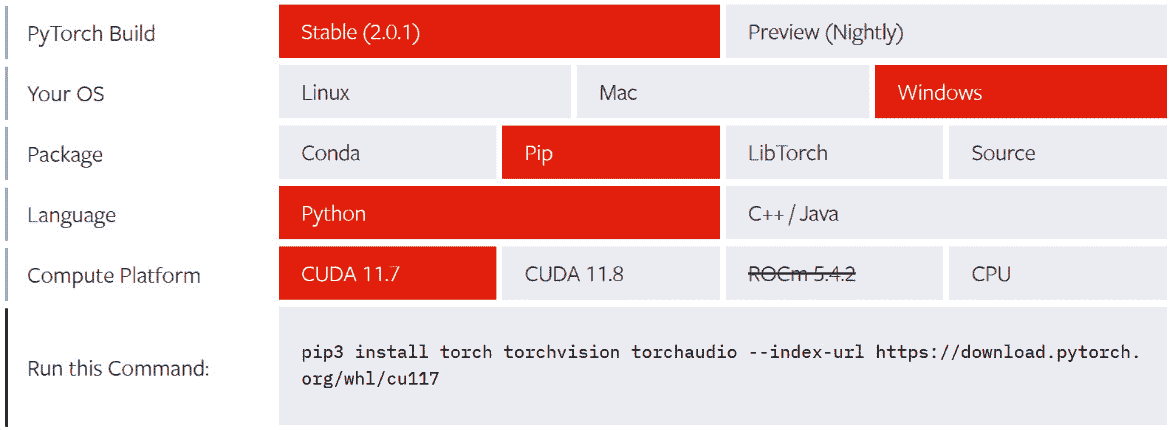 PyTorch Build Stable (2.0.1) Preview (Nightly)
Your OS Linux Mac Windows
Package Conda Pip LibTorch Source
Language Python C++ / Java
Compute Platform CUDA 11.7 CUDA 11.8 ROCm 5.4.2 CPU
Run this Command: pip3 install torch torchvision torchaudio --index-url https://download.pytorch.
org/whl/cu117